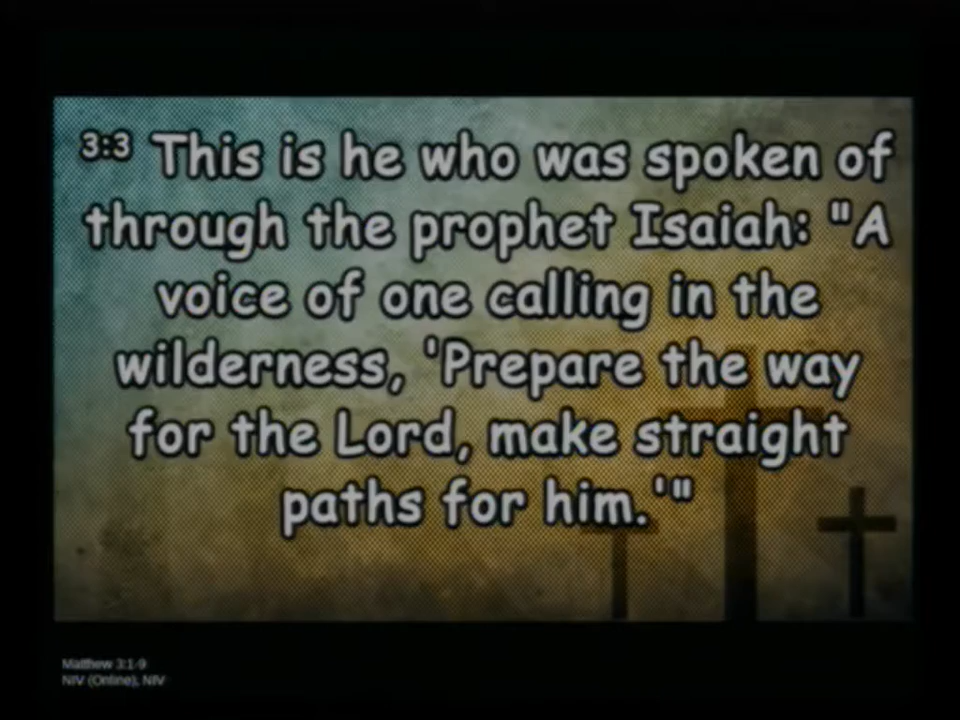 3:3 This is he who was spoken of
through the prophet Isaiah: "A
voice of one calling in the
wilderness, 'Prepare the way
for the Lord, make straight
paths for him.'"
Matthew 3:1-9
NIV (Online), NIV